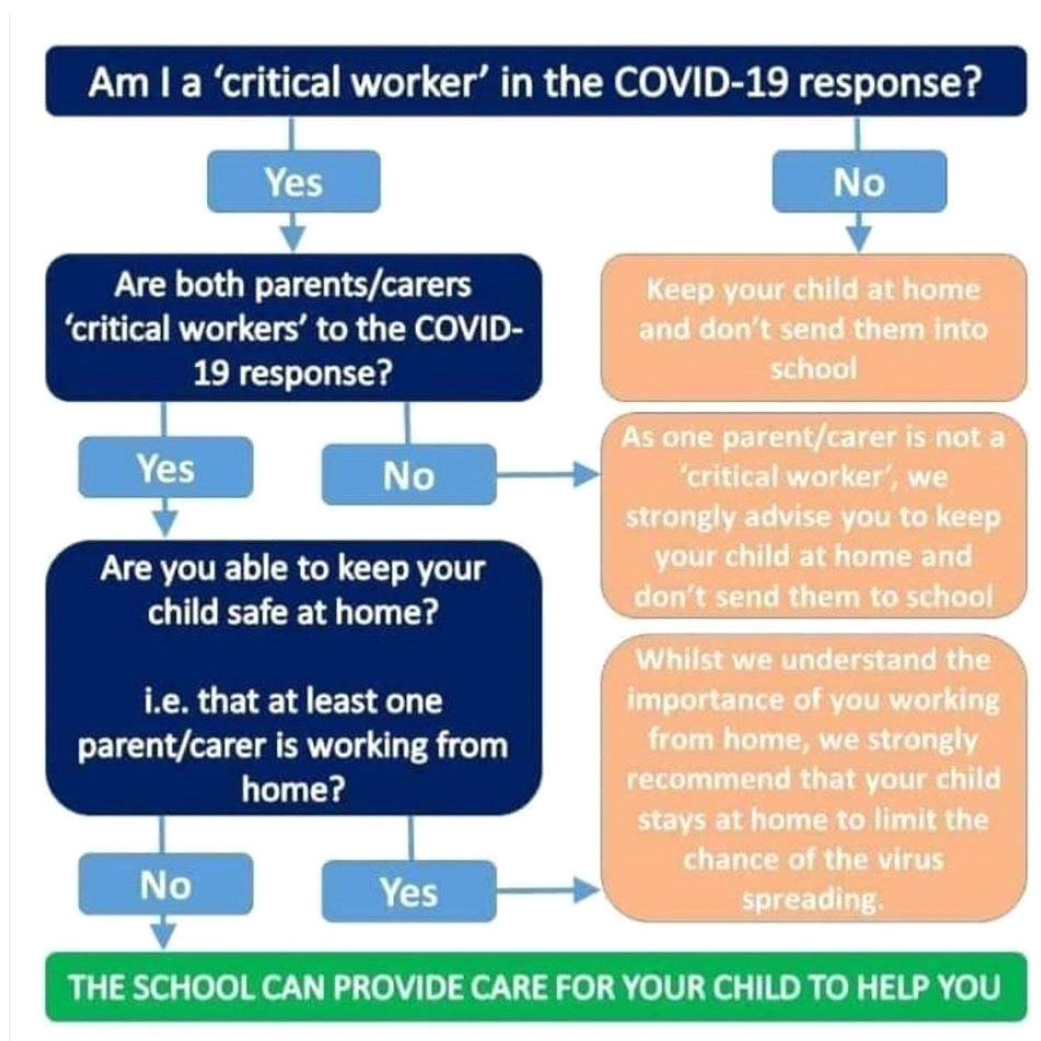 Am I a ‘critical worker’ in the COVID-19 response?
Yes
No
Are both parents/carers
‘critical workers’ to the COVID-
19 response?
Keep your child at home
and don’t send them into
school
Yes
No
As one parent/carer is not a
‘critical worker’, we
strongly advise you to keep
your child at home and
don’t send them to school
Are you able to keep your
child safe at home?
i.e. that at least one
parent/carer is working from
home?
Whilst we understand the
importance of you working
from home, we strongly
recommend that your child
stays at home to limit the
chance of the virus
spreading.
No
Yes
THE SCHOOL CAN PROVIDE CARE FOR YOUR CHILD TO HELP YOU